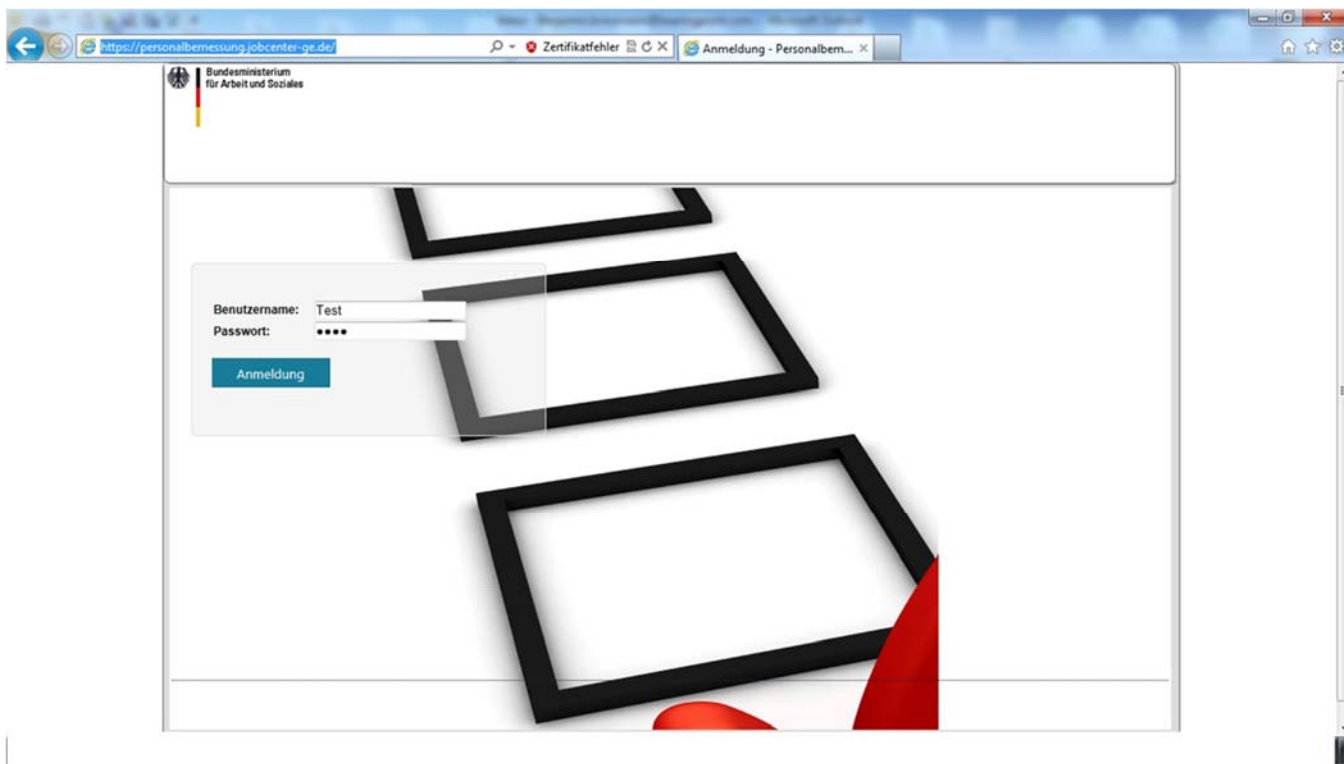 https://personalbemessung.jobcenter-ge.de/
Zertifikatfehler
Anmeldung - Personalbem...
Bundesministerium
für Arbeit und Soziales
Benutzername: Test
Passwort: ••••
Anmeldung